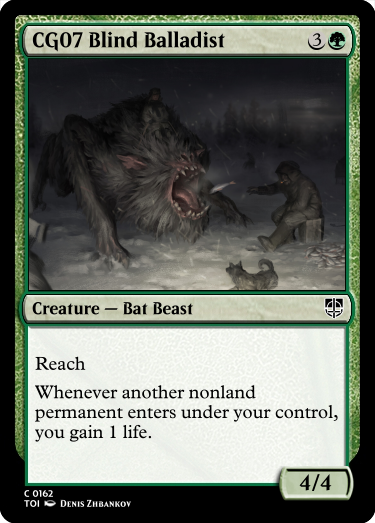 CG07 Blind Balladist 3
Creature — Bat Beast
Reach
Whenever another nonland
permanent enters under your control,
you gain 1 life.
4/4
C 0162
TOI Denis Zhbankov